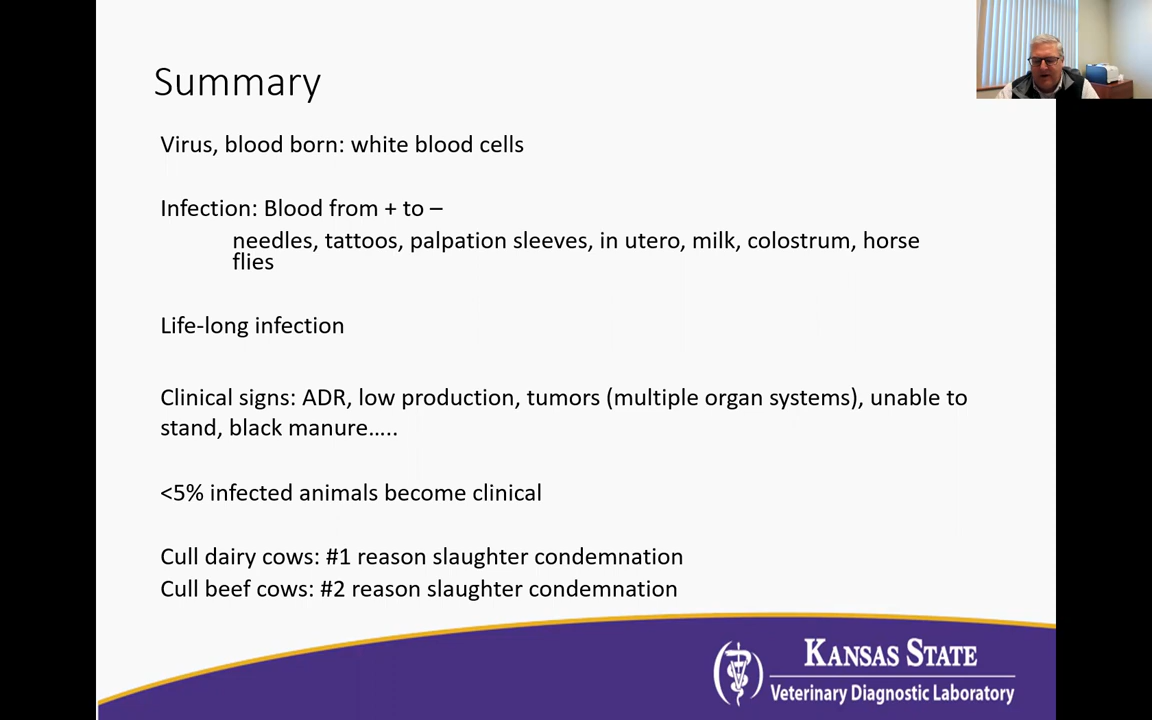 Summary
Virus, blood born: white blood cells
Infection: Blood from + to –
needles, tattoos, palpation sleeves, in utero, milk, colostrum, horse
flies
Life-long infection
Clinical signs: ADR, low production, tumors (multiple organ systems), unable to
stand, black manure…..
<5% infected animals become clinical
Cull dairy cows: #1 reason slaughter condemnation
Cull beef cows: #2 reason slaughter condemnation
KANSAS STATE
Veterinary Diagnostic Laboratory